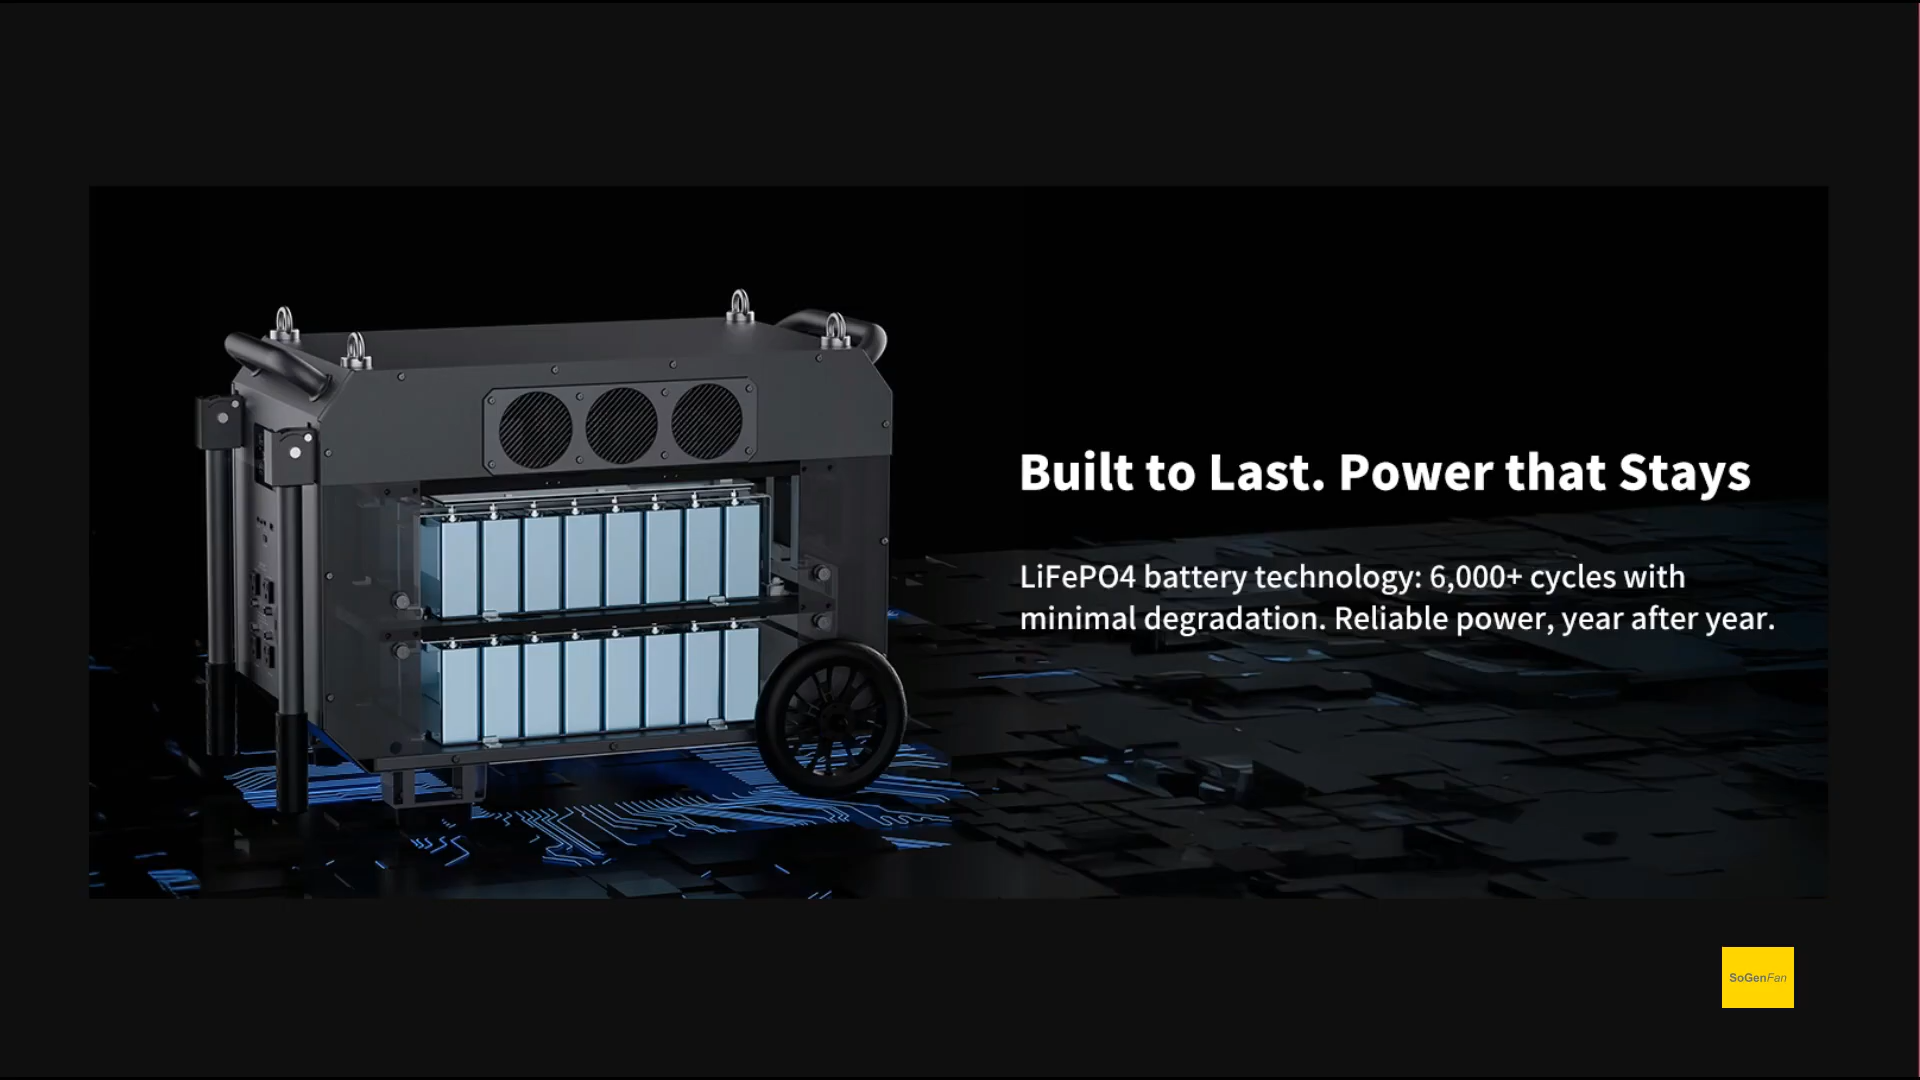 Built to Last. Power that Stays
LiFePO4 battery technology: 6,000+ cycles with
minimal degradation. Reliable power, year after year.
SoGenFan